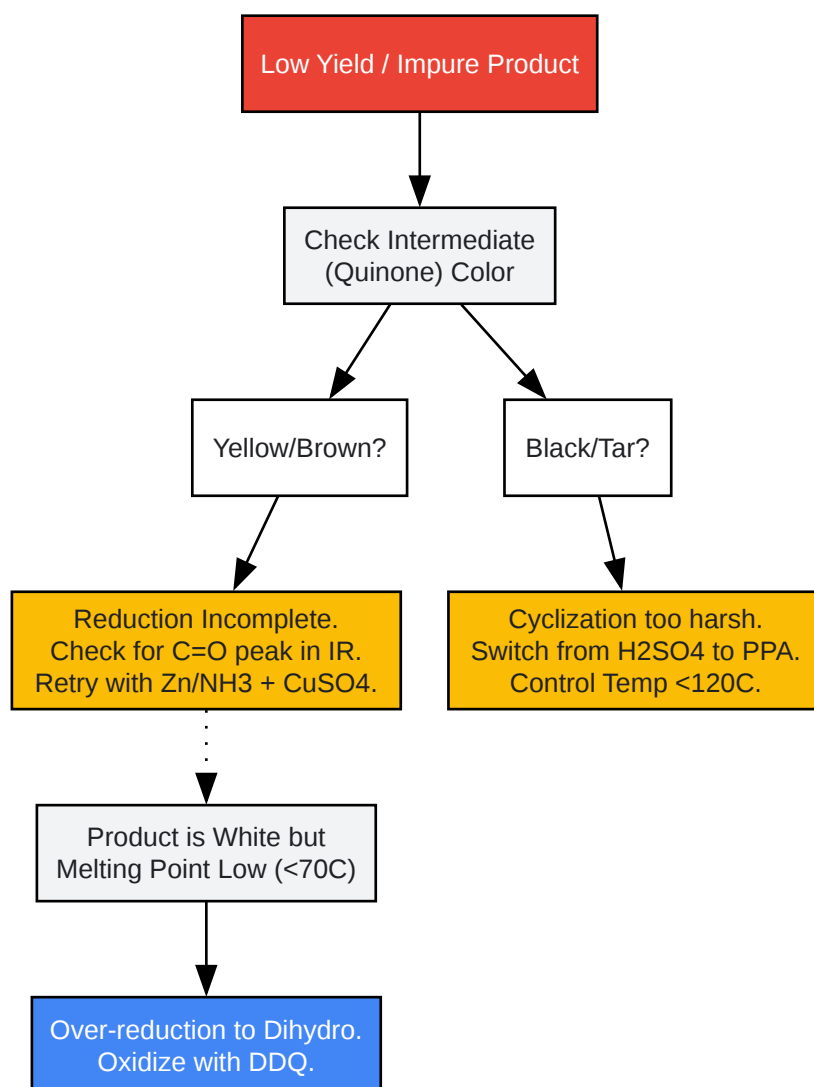 Low Yield / Impure Product
Check Intermediate
(Quinone) Color
Yellow/Brown?
Black/Tar?
Reduction Incomplete.
Check for C=O peak in IR.
Retry with Zn/NH3 + CuSO4.
Cyclization too harsh.
Switch from H2SO4 to PPA.
Control Temp <120C.
Product is White but
Melting Point Low (<70C)
Over-reduction to Dihydro.
Oxidize with DDQ.